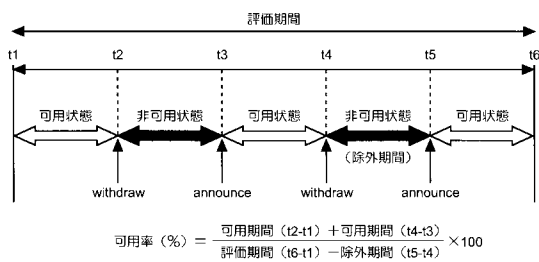 評価期間
t1 t2 t3 t4 t5 t6
可用状態 非可用状態 可用状態 非可用状態 可用状態
(除外期間)
withdraw announce withdraw announce
可用率(%)= 可用期間(t2-t1)+可用期間(t4-t3) ×100
評価期間(t6-t1)-除外期間(t5-t4)